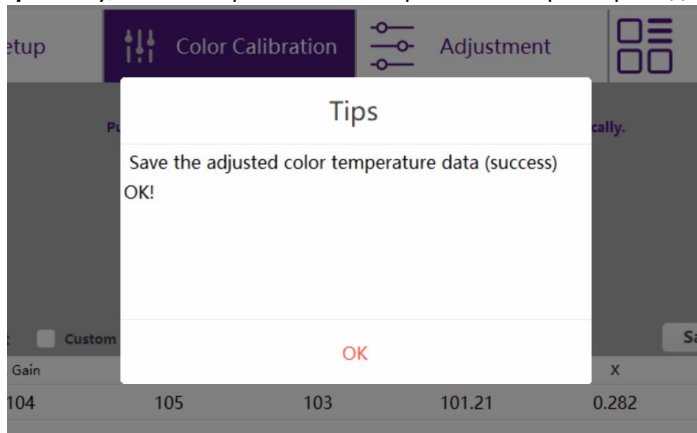 etup
Color Calibration
Adjustment
Tips
cally.
Save the adjusted color temperature data (success)
OK!
Custom
OK
Gain
X
104 105 103 101.21 0.282